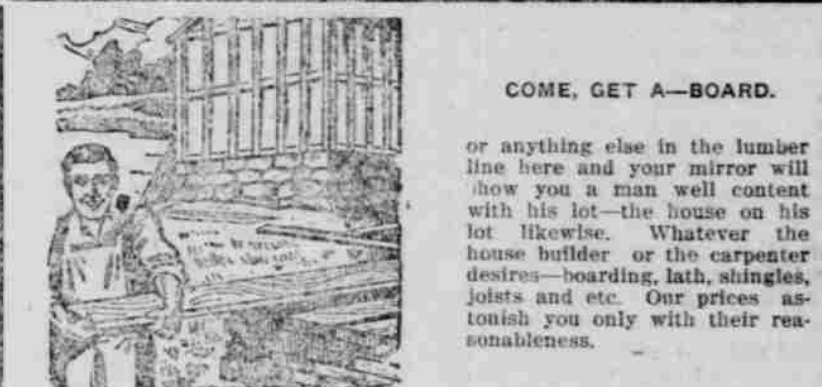 COME, GET A—BOARD.
or anything else in the lumber
line here and your mirror will
show you a man well content
with his lot—the house on his
lot likewise. Whatever the
house builder or the carpenter
desires—boarding, lath, shingles,
joists and etc. Our prices as-
tonish you only with their rea-
sonableness.